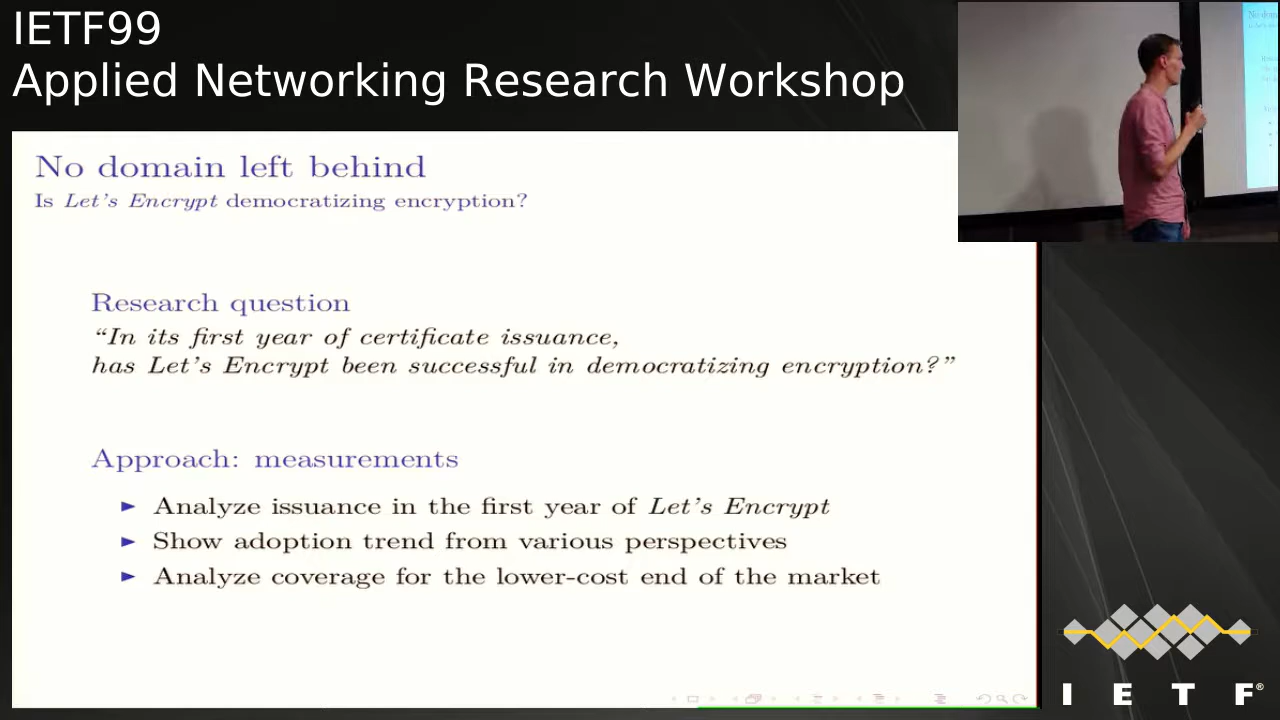 IETF99
Applied Networking Research Workshop
No domain left behind
Is Let's Encrypt democratizing encryption?
Research question
“In its first year of certificate issuance,
has Let's Encrypt been successful in democratizing encryption?”
Approach: measurements
► Analyze issuance in the first year of Let's Encrypt
► Show adoption trend from various perspectives
► Analyze coverage for the lower-cost end of the market
I E T F®